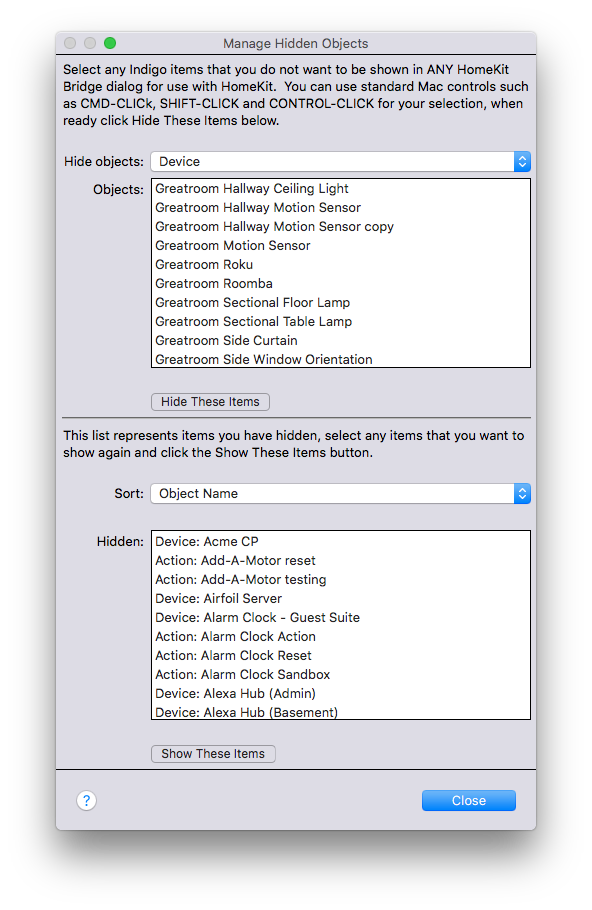 Manage Hidden Objects
Select any Indigo items that you do not want to be shown in ANY HomeKit
Bridge dialog for use with HomeKit.  You can use standard Mac controls such
as CMD-CLICk, SHIFT-CLICK and CONTROL-CLICK for your selection, when
ready click Hide These Items below.
Hide objects: Device
Objects:
Greatroom Hallway Ceiling Light
Greatroom Hallway Motion Sensor
Greatroom Hallway Motion Sensor copy
Greatroom Motion Sensor
Greatroom Roku
Greatroom Roomba
Greatroom Sectional Floor Lamp
Greatroom Sectional Table Lamp
Greatroom Side Curtain
Greatroom Side Window Orientation
Hide These Items
This list represents items you have hidden, select any items that you want to
show again and click the Show These Items button.
Sort: Object Name
Hidden:
Device: Acme CP
Action: Add-A-Motor reset
Action: Add-A-Motor testing
Device: Airfoil Server
Device: Alarm Clock - Guest Suite
Action: Alarm Clock Action
Action: Alarm Clock Reset
Action: Alarm Clock Sandbox
Device: Alexa Hub (Admin)
Device: Alexa Hub (Basement)
Show These Items
?
Close